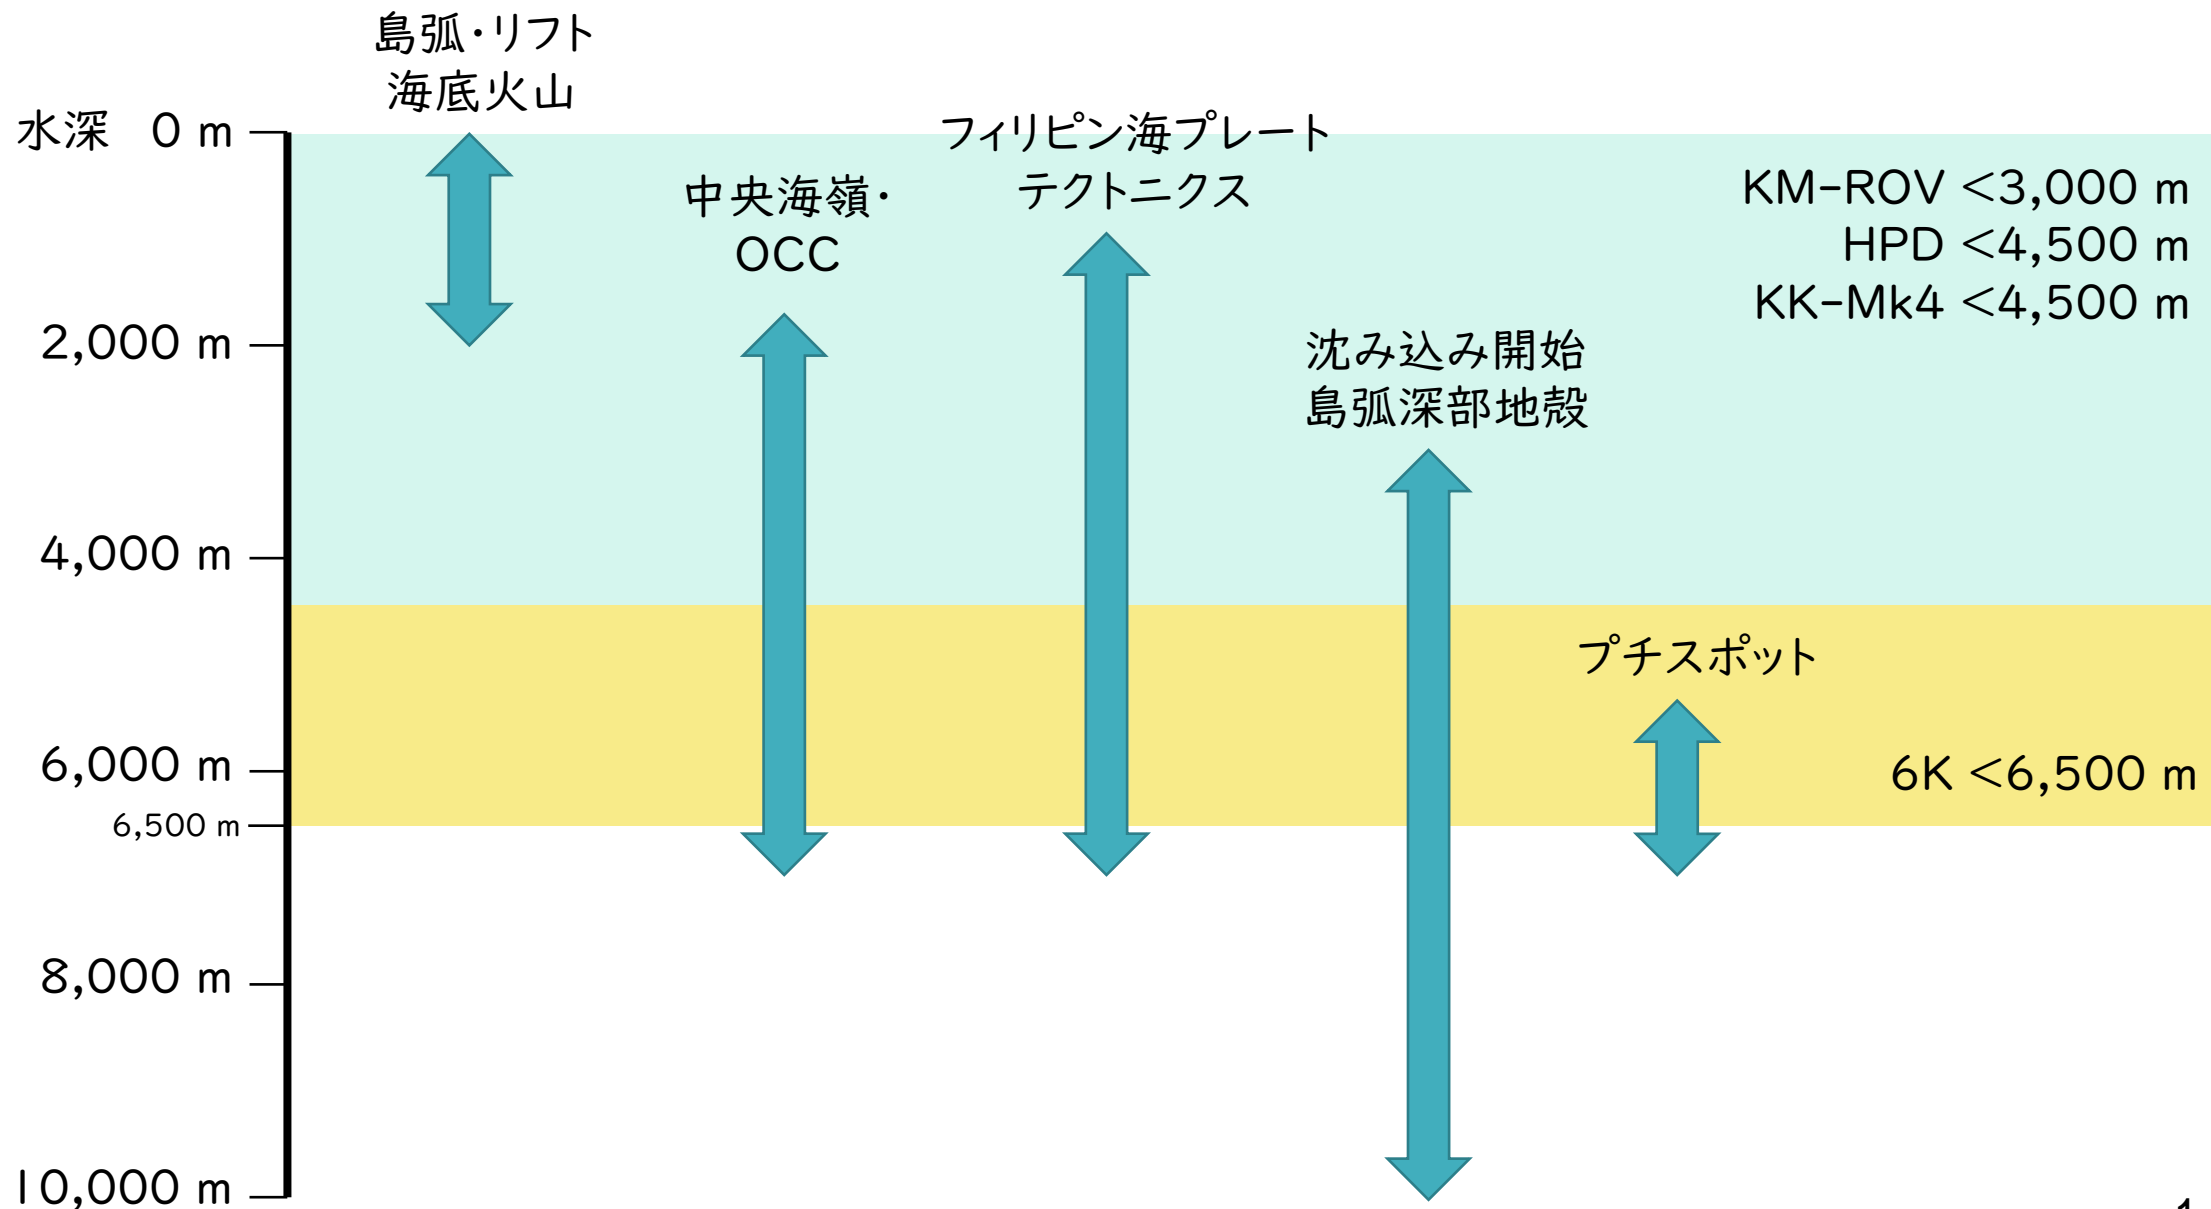 島弧・リフト
海底火山
水深 0 m
フィリピン海プレート
テクトニクス
中央海嶺・
OCC
KM-ROV <3,000 m
HPD <4,500 m
KK-Mk4 <4,500 m
2,000 m
沈み込み開始
島弧深部地殻
4,000 m
プチスポット
6,000 m
6K <6,500 m
6,500 m
8,000 m
10,000 m